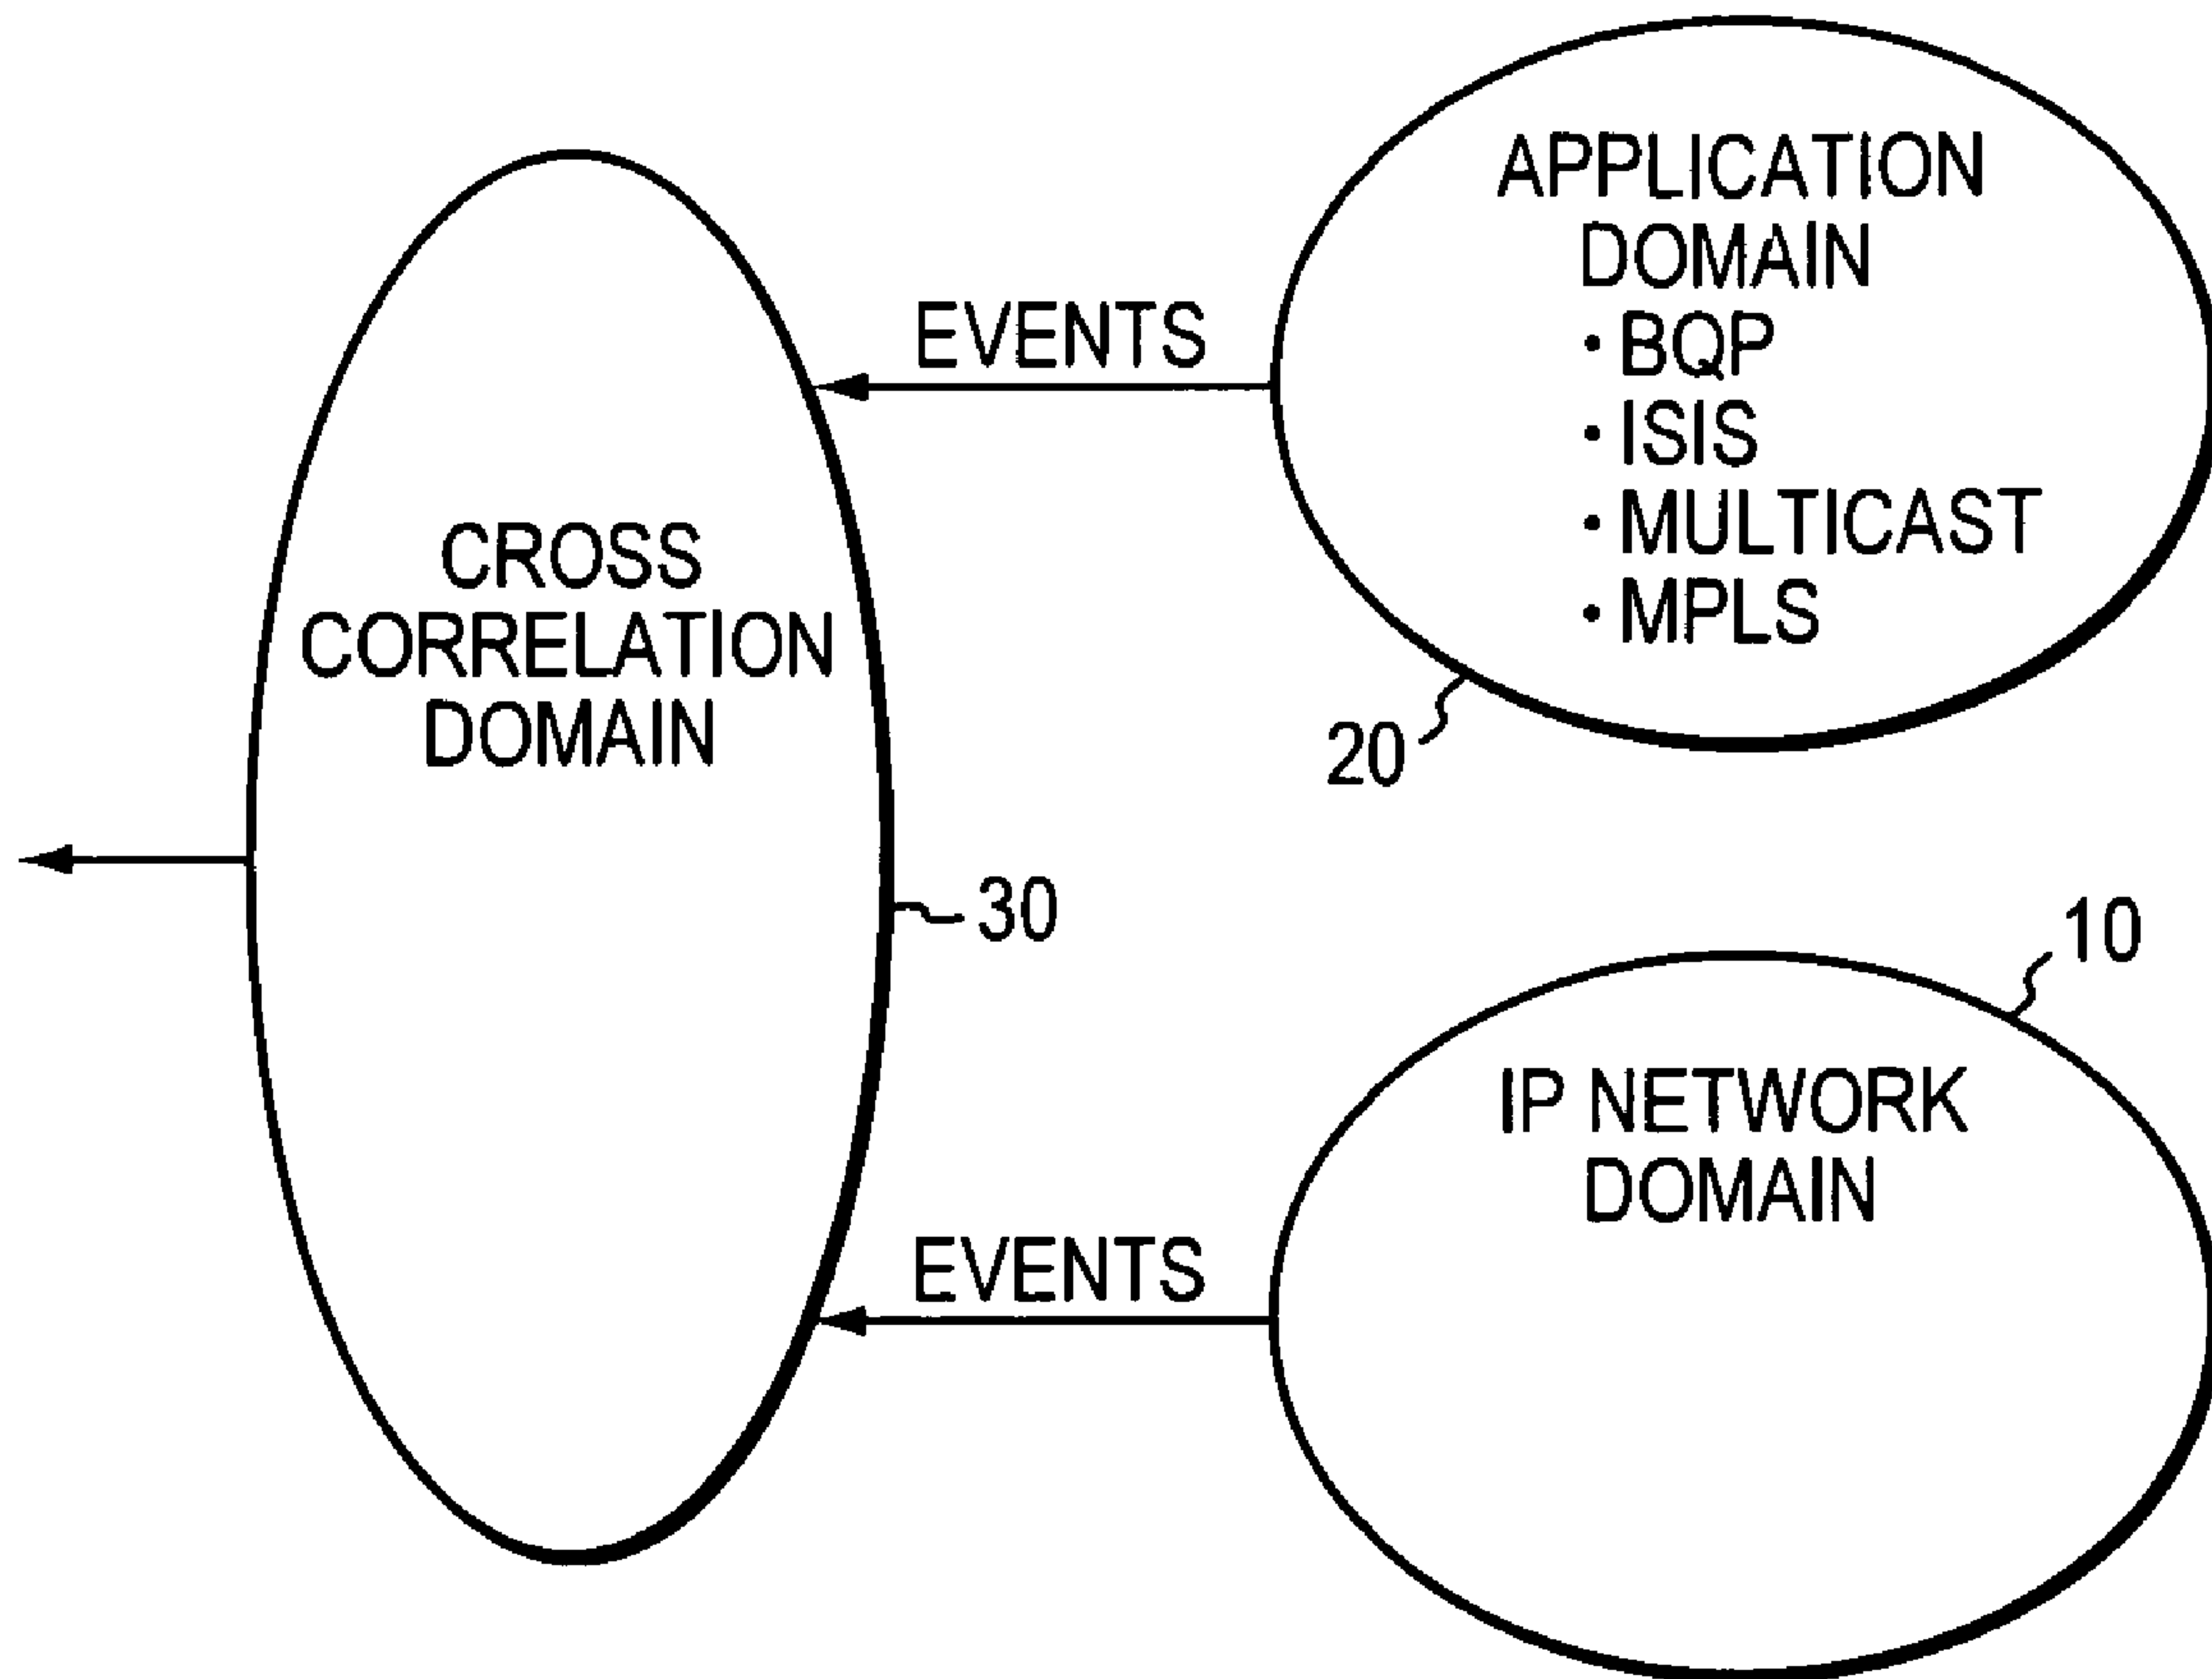 APPLICATION
DOMAIN
• BQP
• ISIS
• MULTICAST
• MPLS
20
EVENTS
CROSS
CORRELATION
DOMAIN
30
10
IP NETWORK
DOMAIN
EVENTS